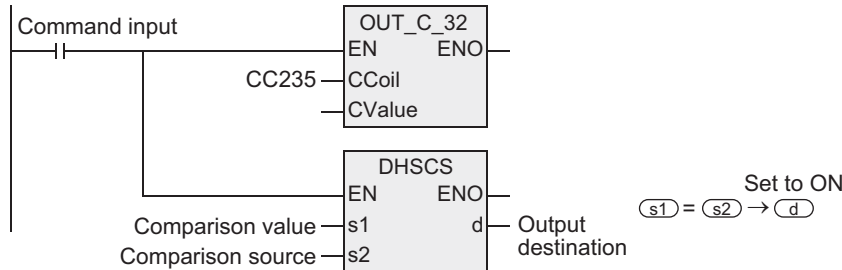 Command input
OUT_C_32
EN ENO
CC235 CCoil
CValue
DHSCS
EN ENO
Set to ON
Comparison value s1 d Output destination
s1 = s2 → d
Comparison source s2